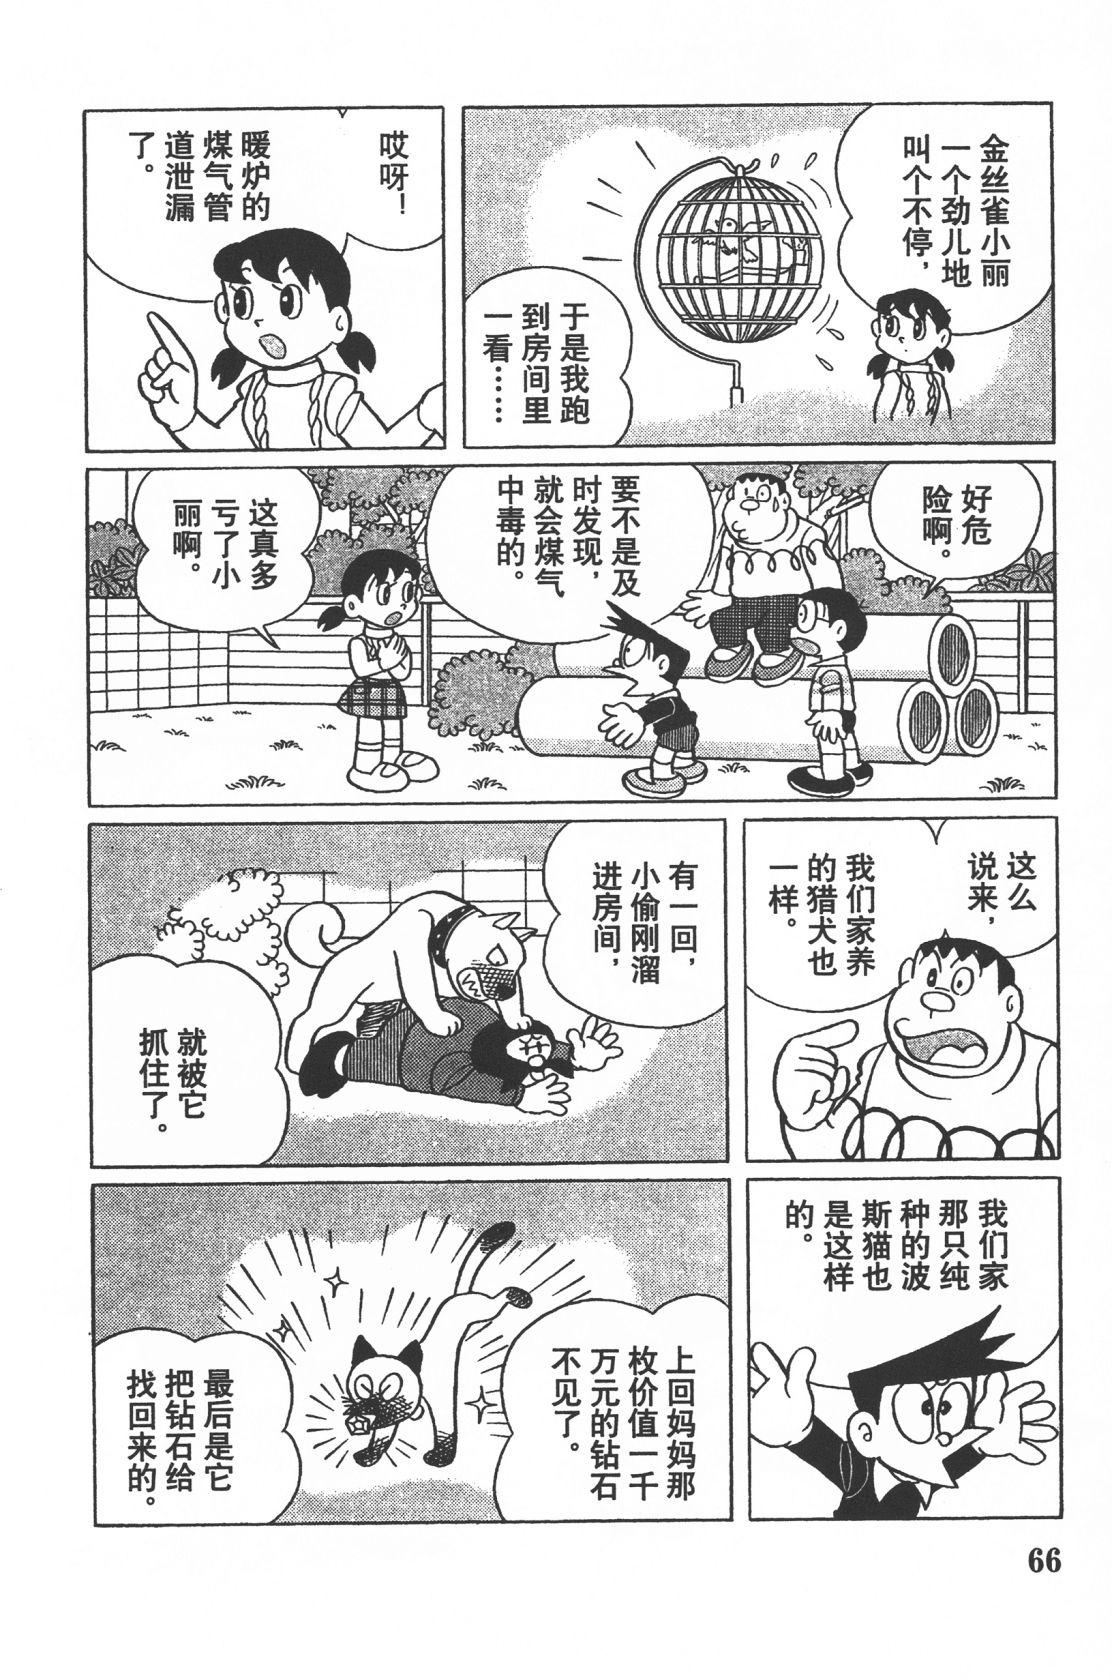 金丝雀小丽
一个劲儿地
叫个不停，
于是我跑
到房间里
一看……
哎呀！
暖炉的
煤气管
道泄漏
了。
好危
险啊。
要不是及
时发现，
就会煤气
中毒的。
这真多
亏了小
丽啊。
这么
说来，
我们家养
的猎犬也
一样。
有一回，
小偷刚溜
进房间，
就被它
抓住了。
我们家
那只纯
种的波
斯猫也
是这样
的。
上回妈妈那
枚价值一千
万元的钻石
不见了。
最后是它
把钻石给
找回来的。
66